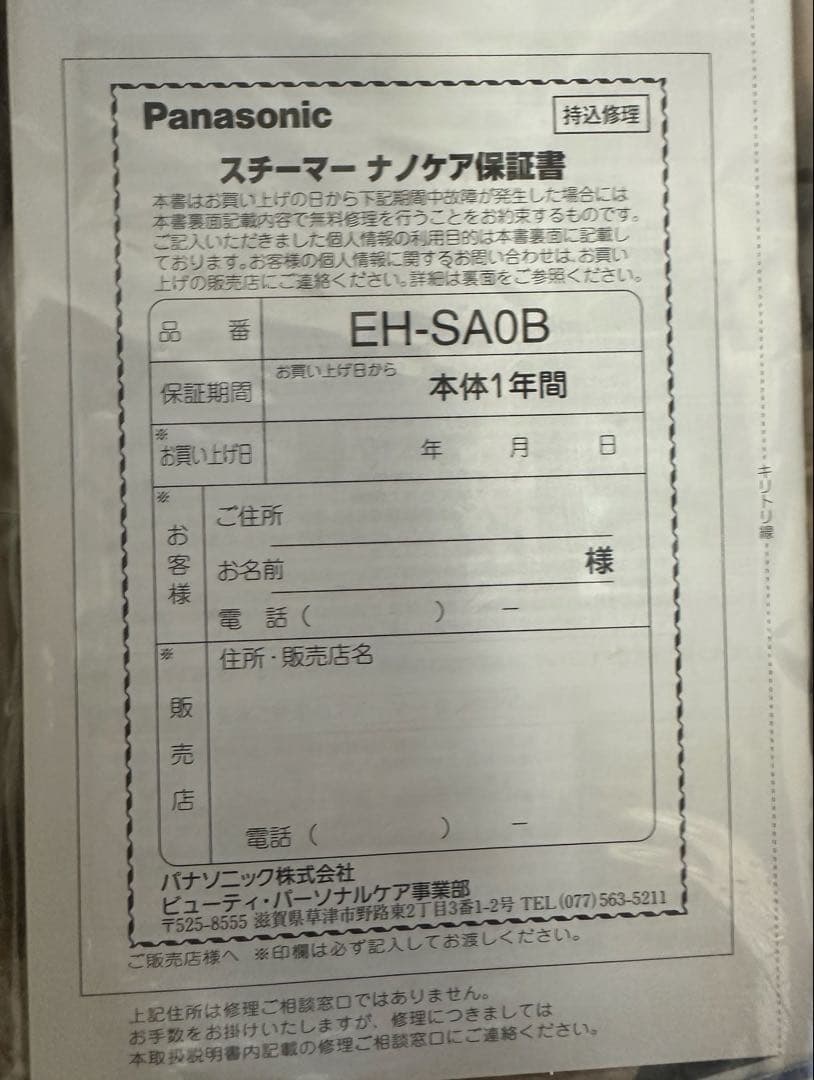 Panasonic
持込修理
スチーマー ナノケア保証書
本書はお買い上げの日から下記期間中故障が発生した場合には
本書裏面記載内容で無料修理を行うことをお約束するものです。
ご記入いただきました個人情報の利用目的は本書裏面に記載し
ております。お客様の個人情報に関するお問い合わせは、お買い
上げの販売店にご連絡ください。詳細は裏面をご参照ください。
品 番 EH-SA0B
保証期間 お買い上げ日から 本体1年間
※
お買い上げ日 年 月 日
※
お客様
ご住所
お名前 様
電 話 ( ) ー
※
販売店
住所・販売店名
電話 ( ) ー
パナソニック株式会社
ビューティ・パーソナルケア事業部
〒525-8555 滋賀県草津市野路東2丁目3番1-2号 TEL(077)563-5211
ご販売店様へ ※印欄は必ず記入してお渡しください。
上記住所は修理ご相談窓口ではありません。
お手数をお掛けいたしますが、修理につきましては
本取扱説明書内記載の修理ご相談窓口にご連絡ください。
キリトリ線